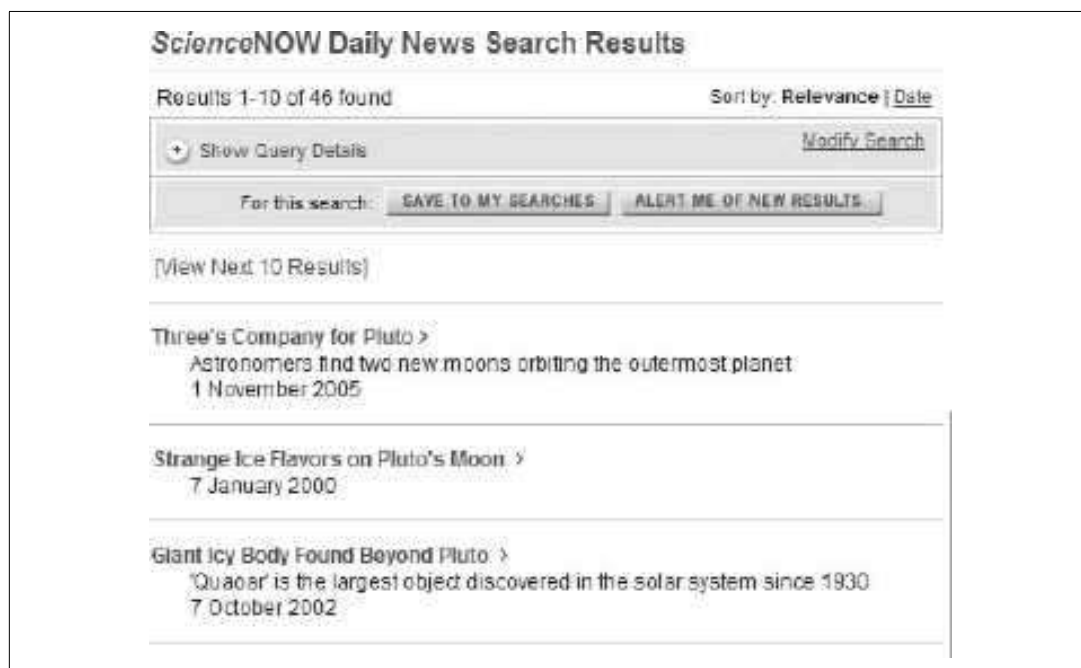 ScienceNOW Daily News Search Results
Results 1-10 of 46 found
Sort by: Relevance | Date
Show Query Details
Modify Search
For this search: SAVE TO MY SEARCHES ALERT ME OF NEW RESULTS
[View Next 10 Results]
Three's Company for Pluto >
Astronomers find two new moons orbiting the outermost planet
1 November 2005
Strange Ice Flavors on Pluto's Moon >
7 January 2000
Giant Icy Body Found Beyond Pluto >
'Quaoar' is the largest object discovered in the solar system since 1930
7 October 2002